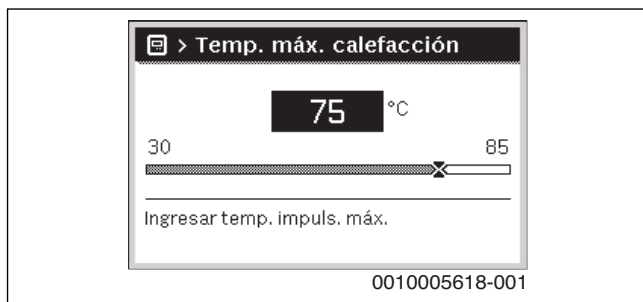 > Temp. máx. calefacción
75 °C
30 85
Ingresar temp. impuls. máx.
0010005618-001